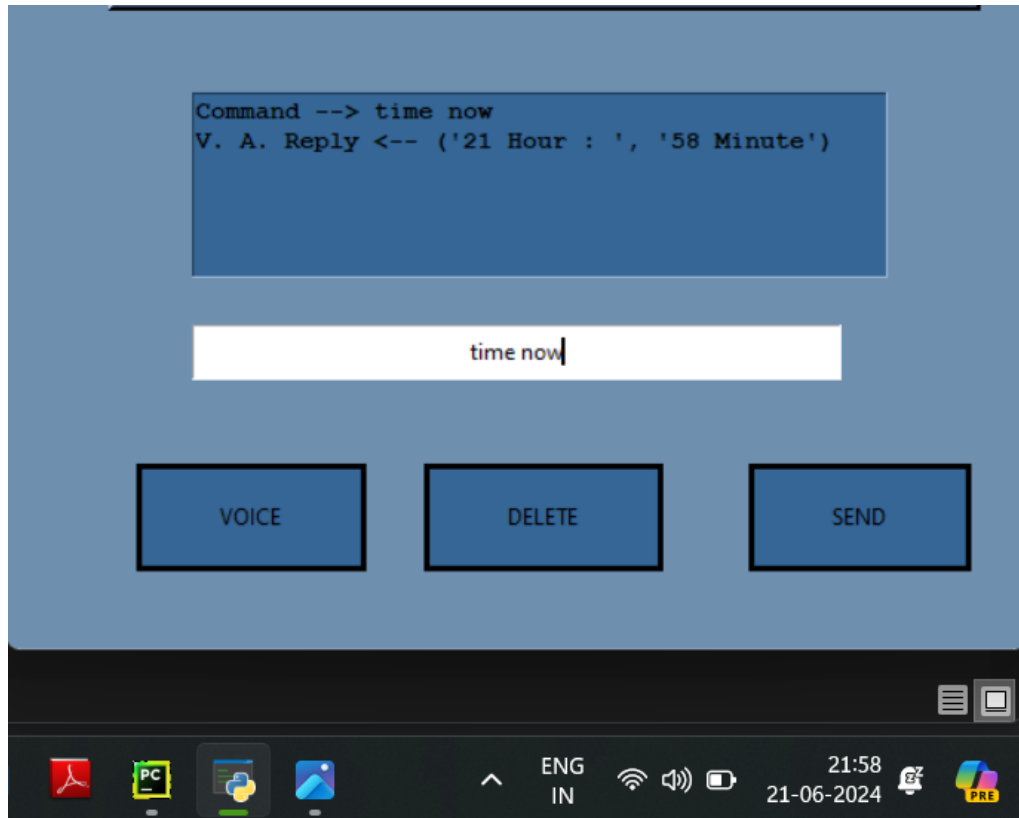 Command --> time now
V. A. Reply <-- ('21 Hour : ', '58 Minute')
time now
VOICE
DELETE
SEND
PC
ENG
IN
21:58
21-06-2024
PRE